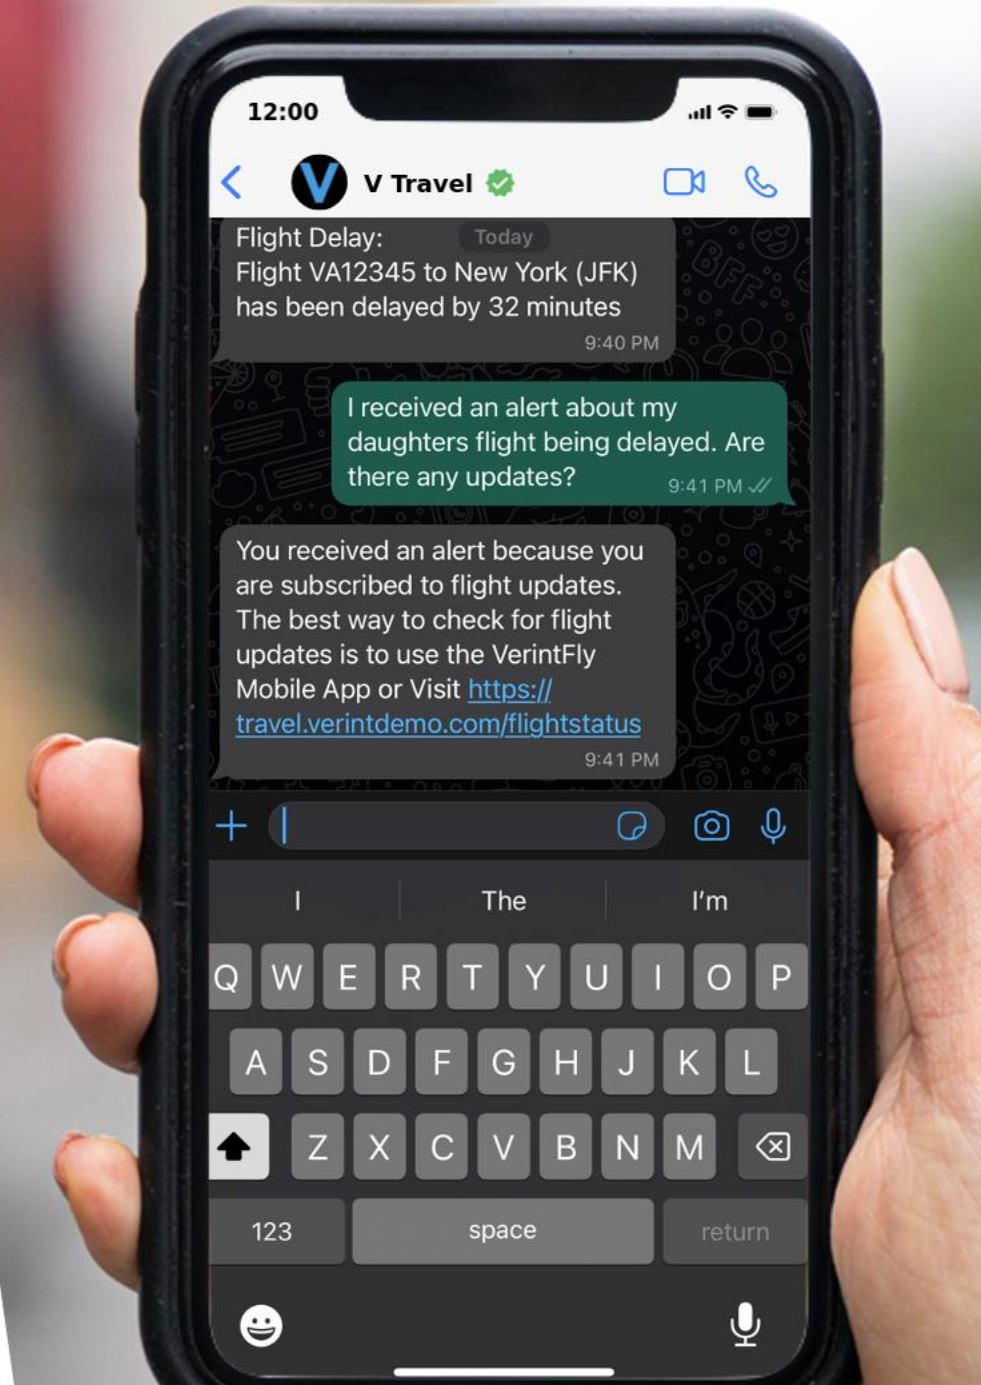 12:00
V Travel
Today
Flight Delay:
Flight VA12345 to New York (JFK)
has been delayed by 32 minutes
9:40 PM
I received an alert about my
daughters flight being delayed. Are
there any updates?
9:41 PM
You received an alert because you
are subscribed to flight updates.
The best way to check for flight
updates is to use the VerintFly
Mobile App or Visit https://
travel.verintdemo.com/flightstatus
9:41 PM
I The I'm
Q W E R T Y U I O P
A S D F G H J K L
Z X C V B N M
123 space return